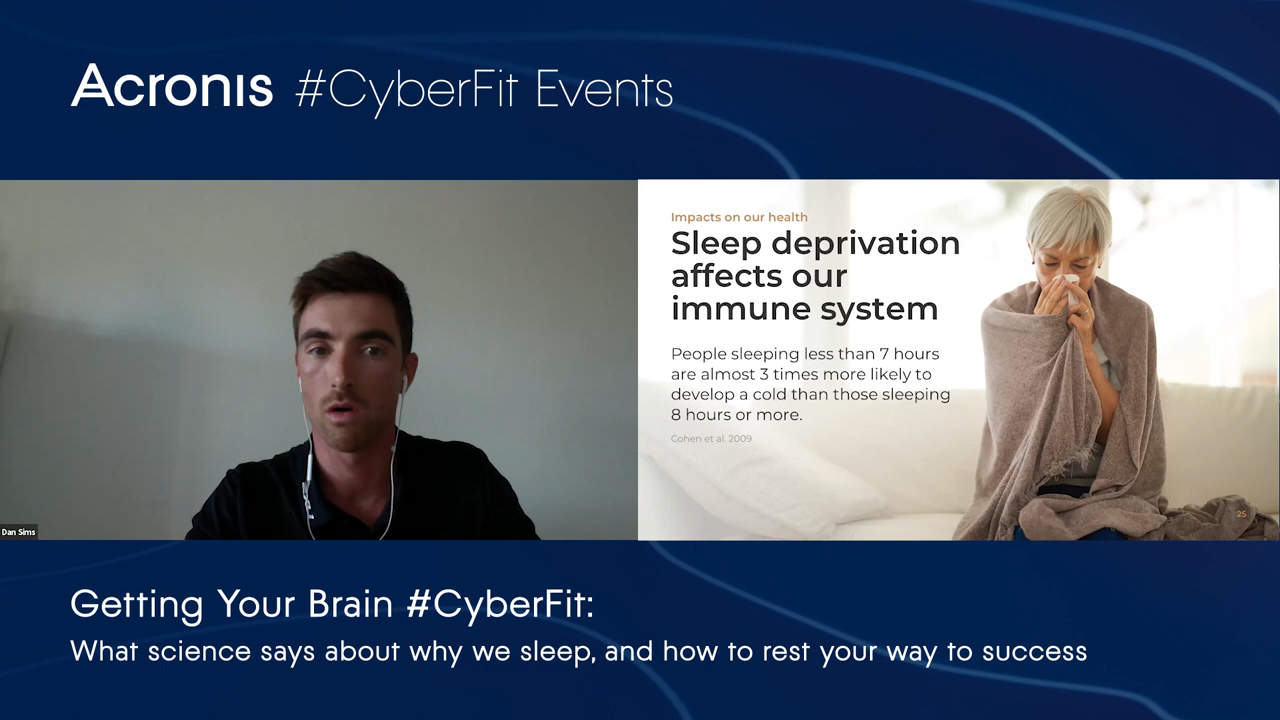 Acronis #CyberFit Events
Impacts on our health
Sleep deprivation
affects our
immune system
People sleeping less than 7 hours
are almost 3 times more likely to
develop a cold than those sleeping
8 hours or more.
Cohen et al. 2009
25
Dan Sims
Getting Your Brain #CyberFit:
What science says about why we sleep, and how to rest your way to success